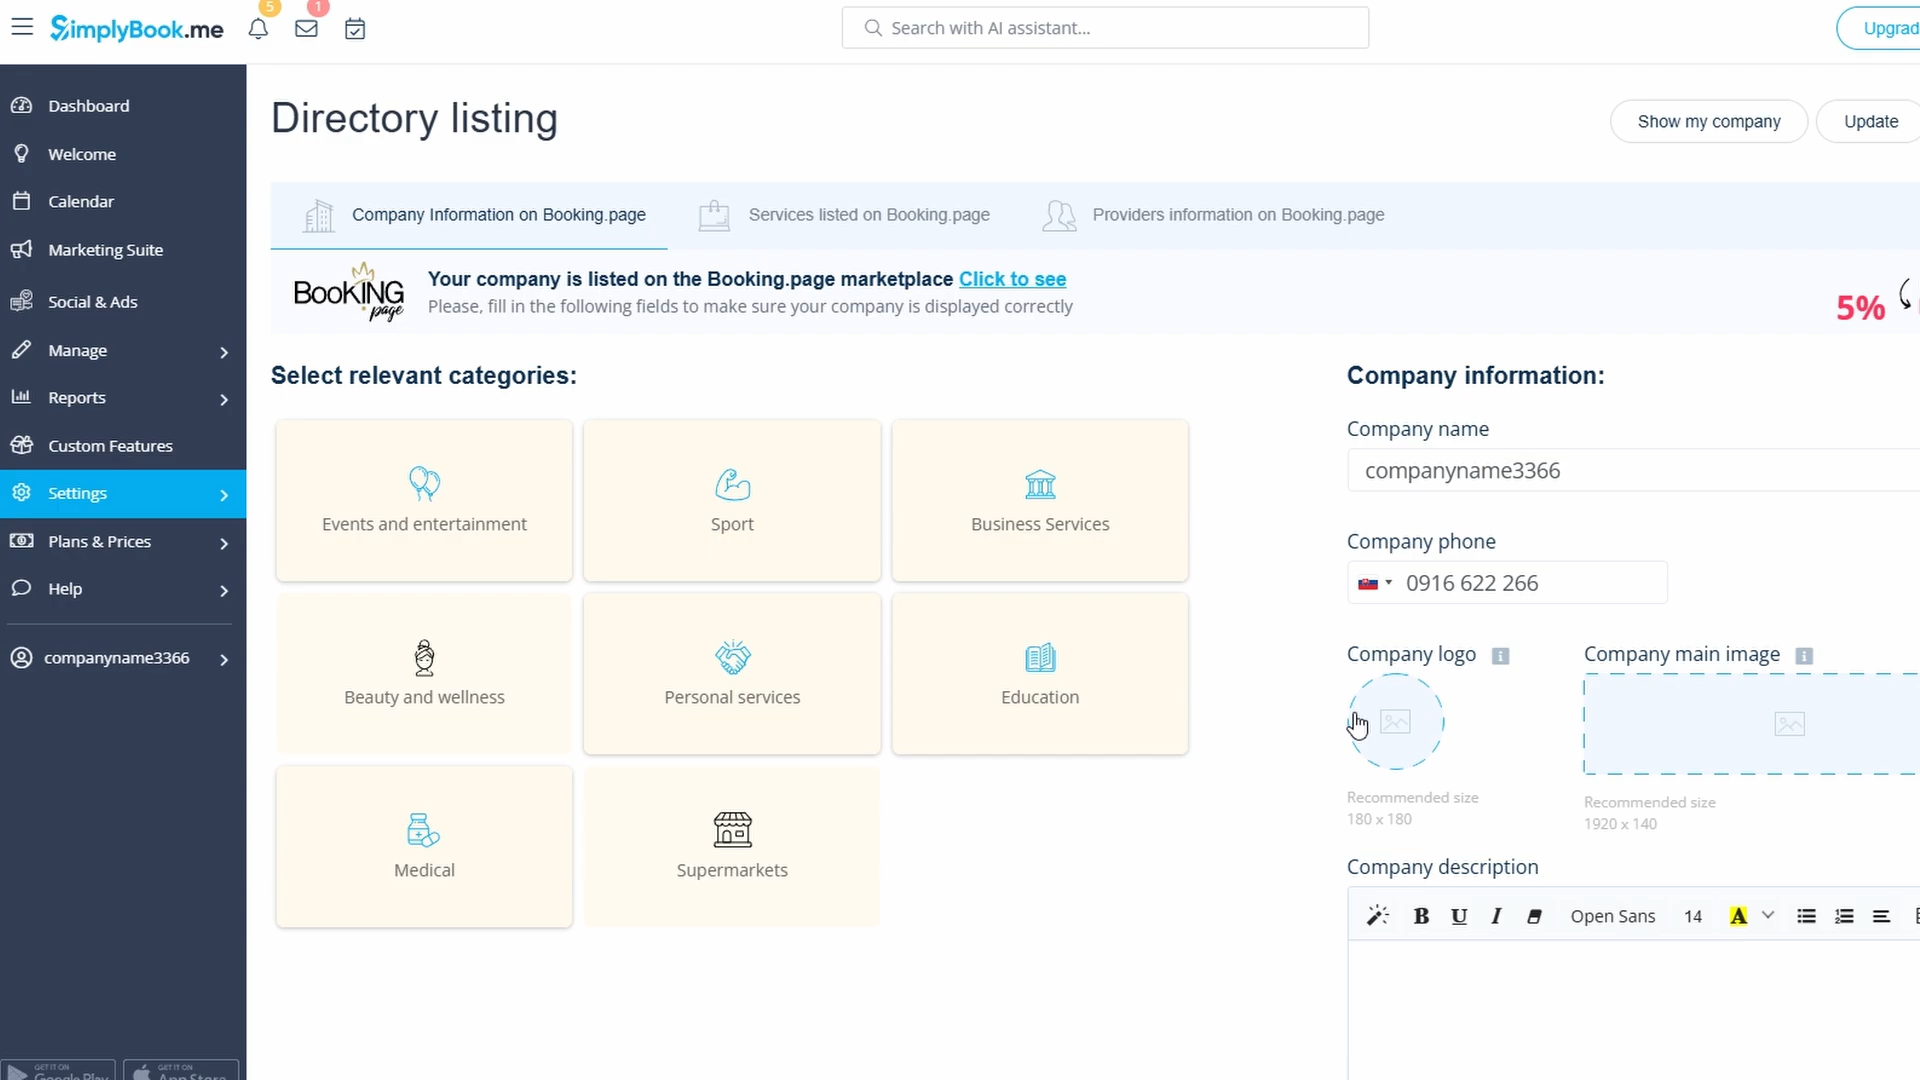 SimplyBook.me
5
1
Search with AI assistant...
Upgrad
Dashboard
Welcome
Calendar
Marketing Suite
Social & Ads
Manage
Reports
Custom Features
Settings
Plans & Prices
Help
companyname3366
GET IT ON
Google Play
GET IT ON
App Store
Directory listing
Show my company
Update
Company Information on Booking.page
Services listed on Booking.page
Providers information on Booking.page
BooKING
page
Your company is listed on the Booking.page marketplace Click to see
Please, fill in the following fields to make sure your company is displayed correctly
5%
Select relevant categories:
Events and entertainment
Sport
Business Services
Beauty and wellness
Personal services
Education
Medical
Supermarkets
Company information:
Company name
companyname3366
Company phone
0916 622 266
Company logo
Company main image
Recommended size
180 x 180
Recommended size
1920 x 140
Company description
B U I Open Sans 14 A